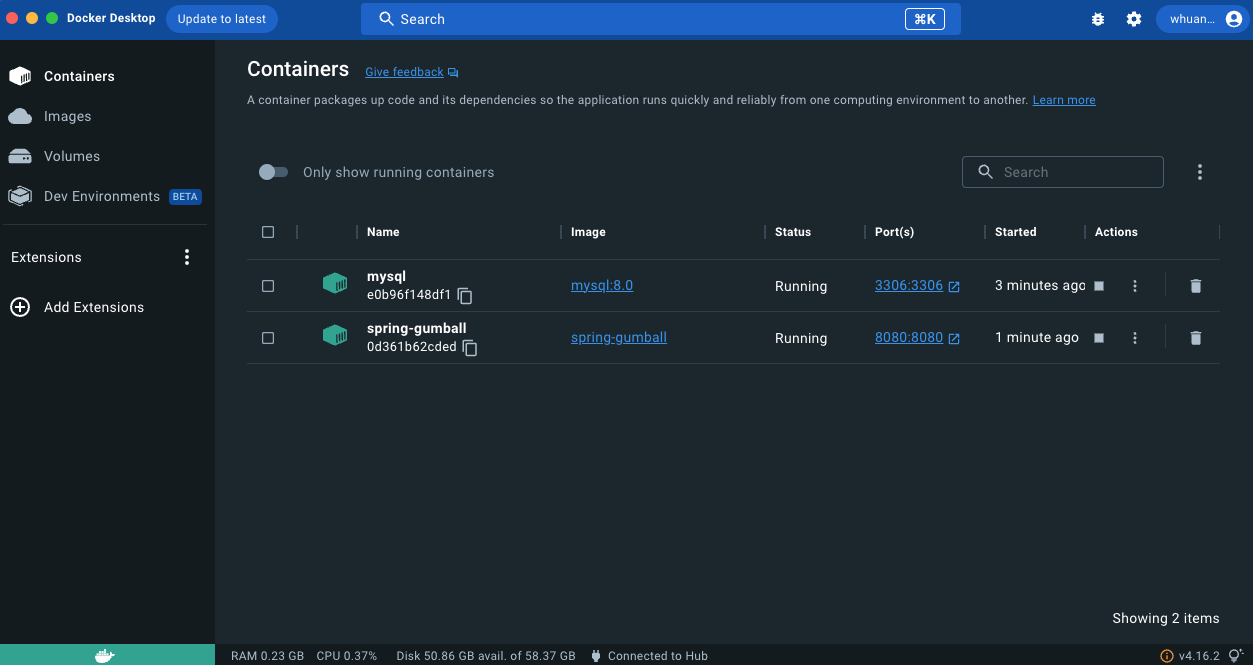 Docker Desktop Update to latest Search ⌘K whuan...
Containers
Images
Volumes
Dev Environments BETA
Extensions
Add Extensions
Containers Give feedback
A container packages up code and its dependencies so the application runs quickly and reliably from one computing environment to another. Learn more
Only show running containers Search
Name Image Status Port(s) Started Actions
mysql
e0b96f148df1 mysql:8.0 Running 3306:3306 3 minutes ago
spring-gumball
0d361b62cded spring-gumball Running 8080:8080 1 minute ago
Showing 2 items
RAM 0.23 GB CPU 0.37% Disk 50.86 GB avail. of 58.37 GB Connected to Hub v4.16.2